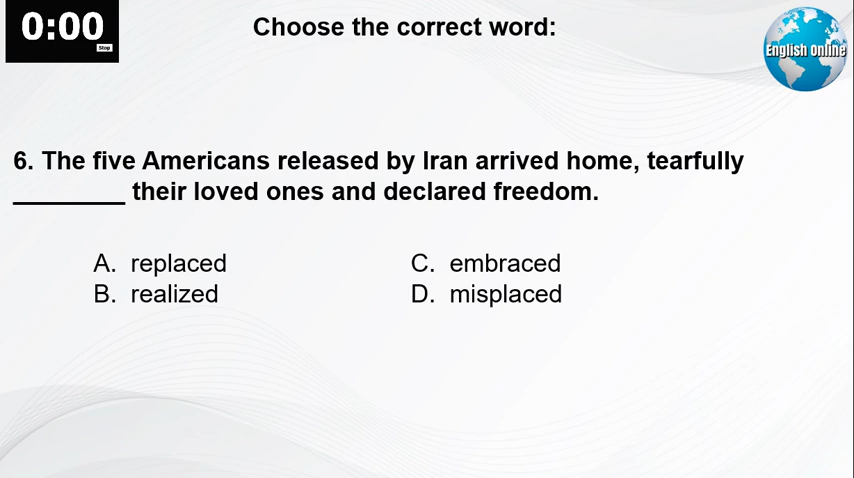 0:00
Stop
Choose the correct word:
English Online
6. The five Americans released by Iran arrived home, tearfully
________ their loved ones and declared freedom.
A. replaced
B. realized
C. embraced
D. misplaced